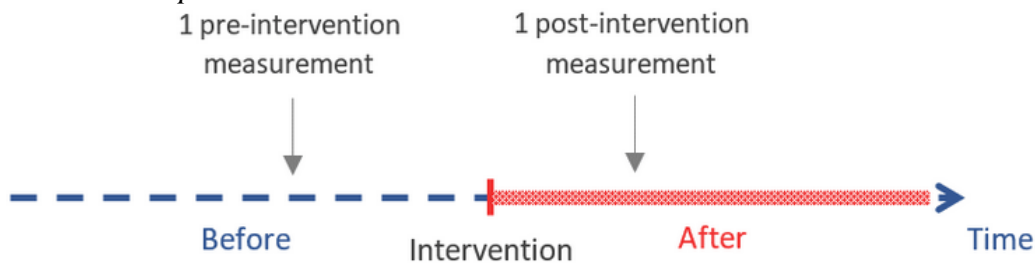 1 pre-intervention
measurement
1 post-intervention
measurement
Before
Intervention
After
Time